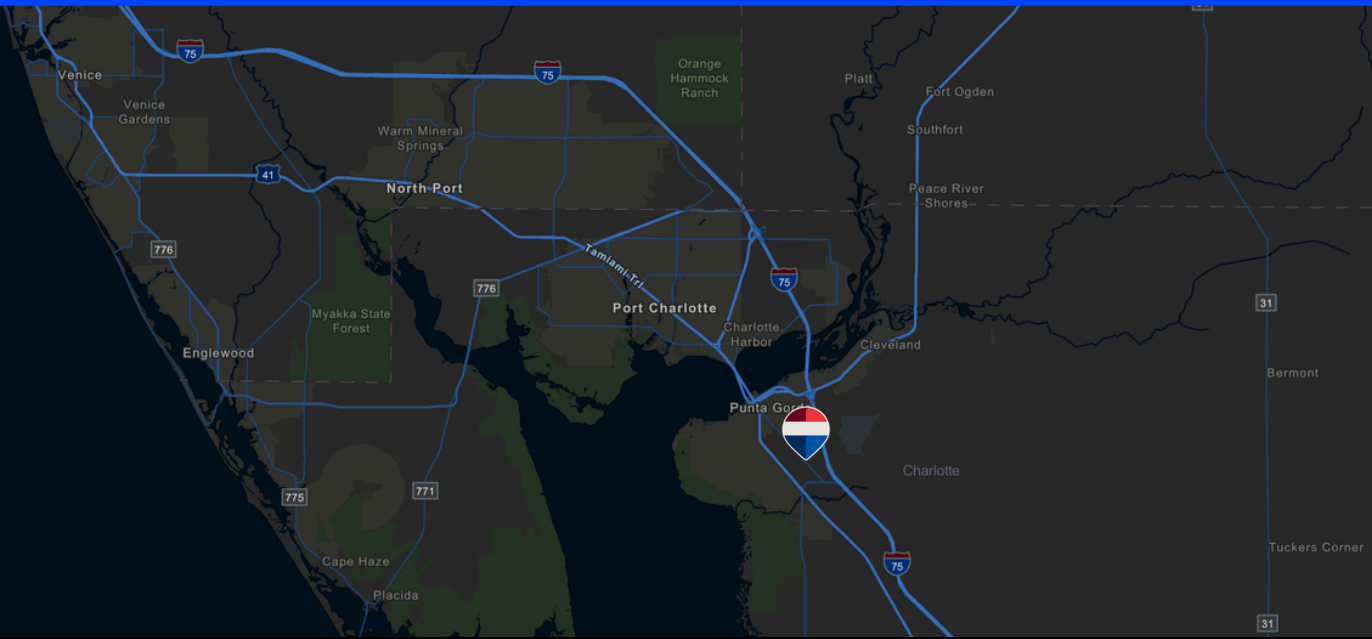 31
75
75
Orange
Hammock
Ranch
Venice
Platt
Fort Ogden
Venice
Gardens
Warm Mineral
Springs
Southfort
41
North Port
Peace River
Shores
776
Tamiami Trl
75
776
31
Port Charlotte
Myakka State
Forest
Charlotte
Harbor
Cleveland
Englewood
Bermont
Punta Gorda
Charlotte
775
771
Tuckers Corner
Cape Haze
75
Placida
31